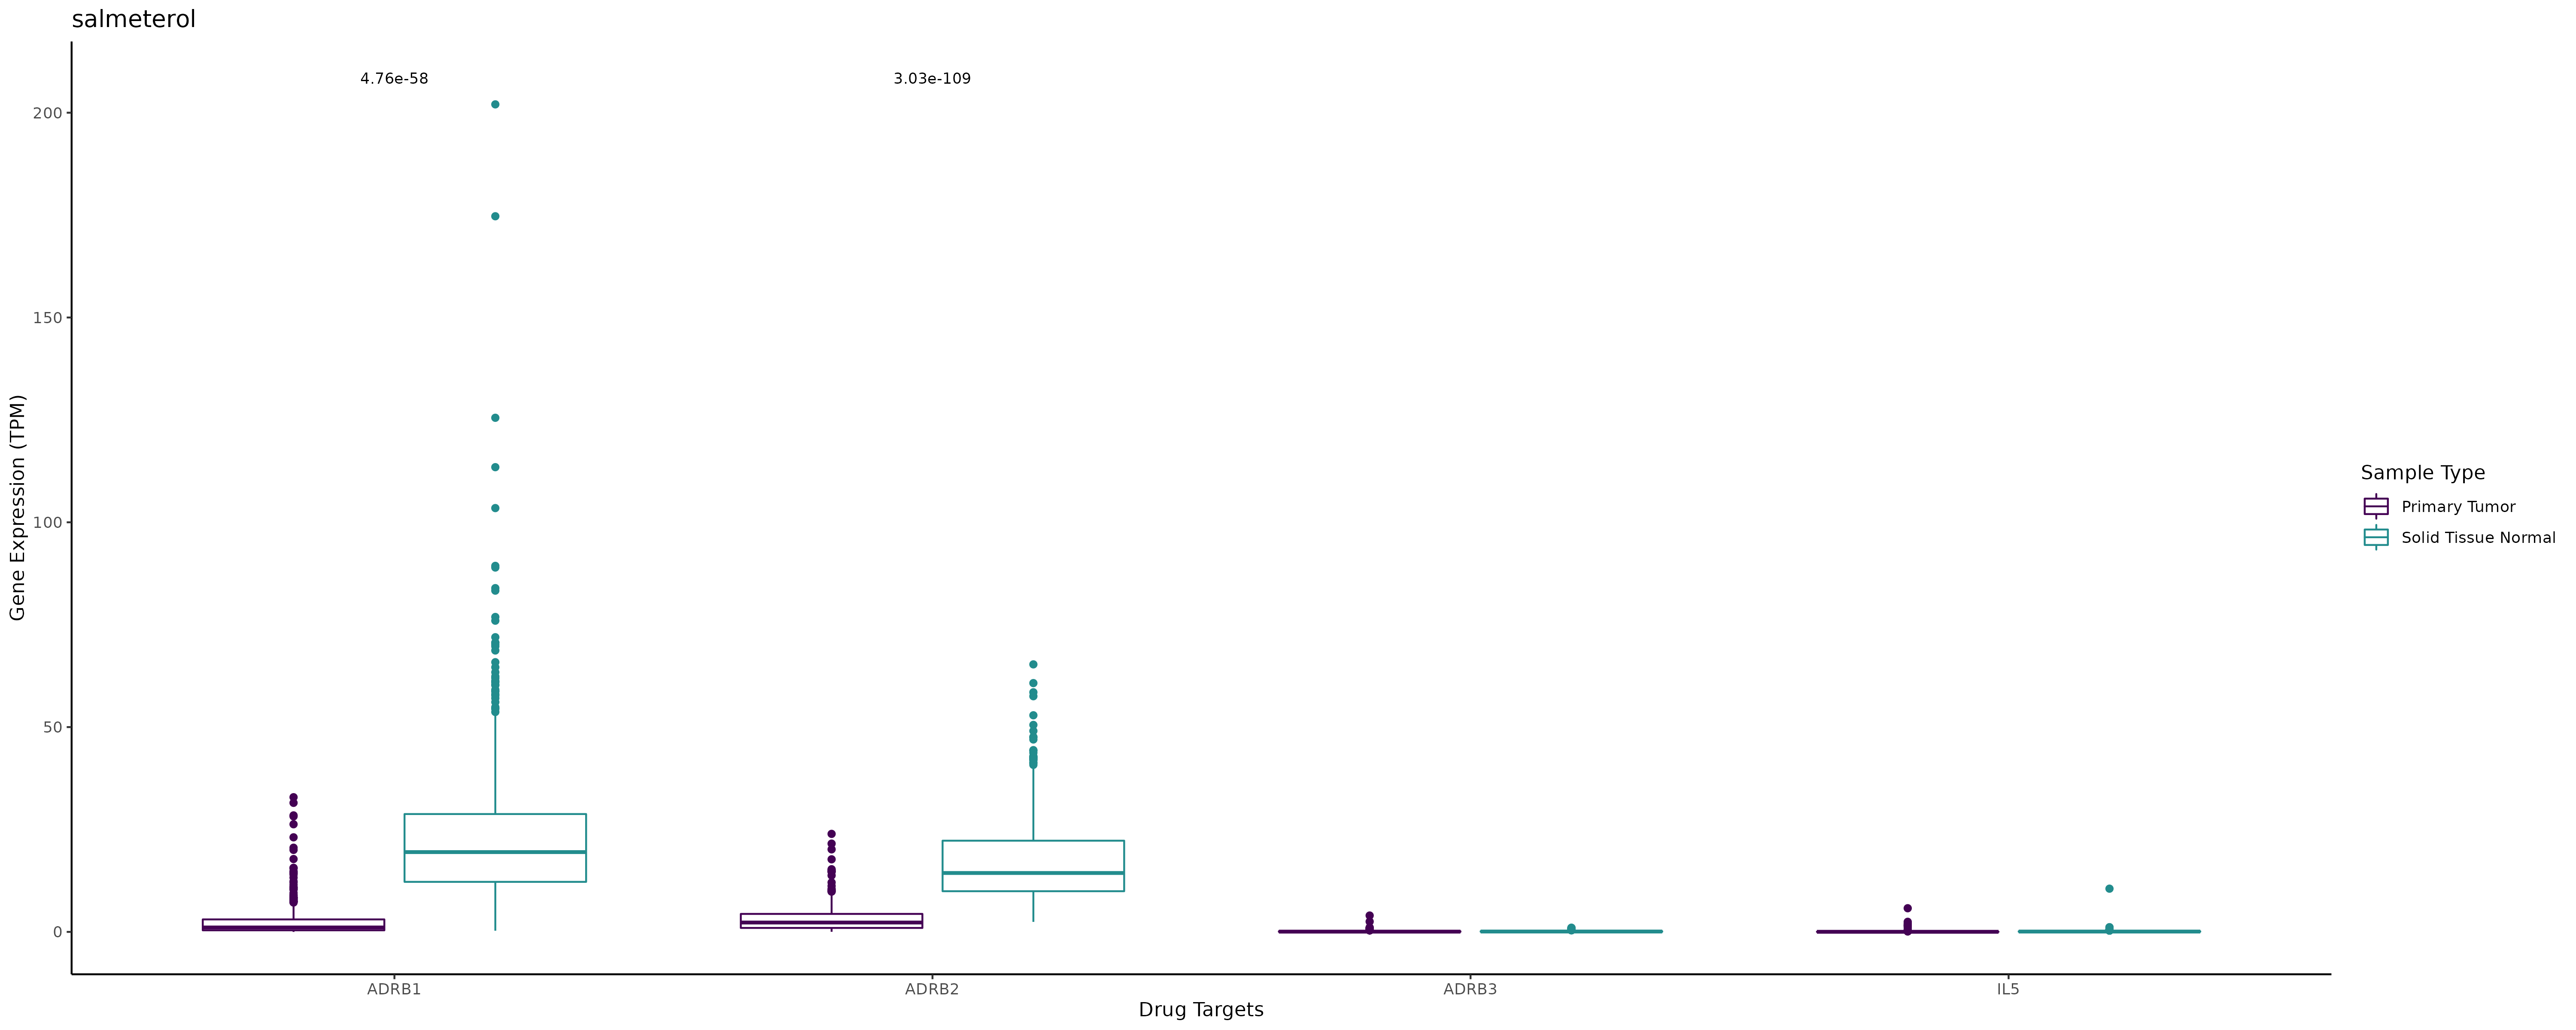 salmeterol
4.76e-58
3.03e-109
200
150
100
50
0
Gene Expression (TPM)
ADRB1
ADRB2
ADRB3
IL5
Drug Targets
Sample Type
Primary Tumor
Solid Tissue Normal